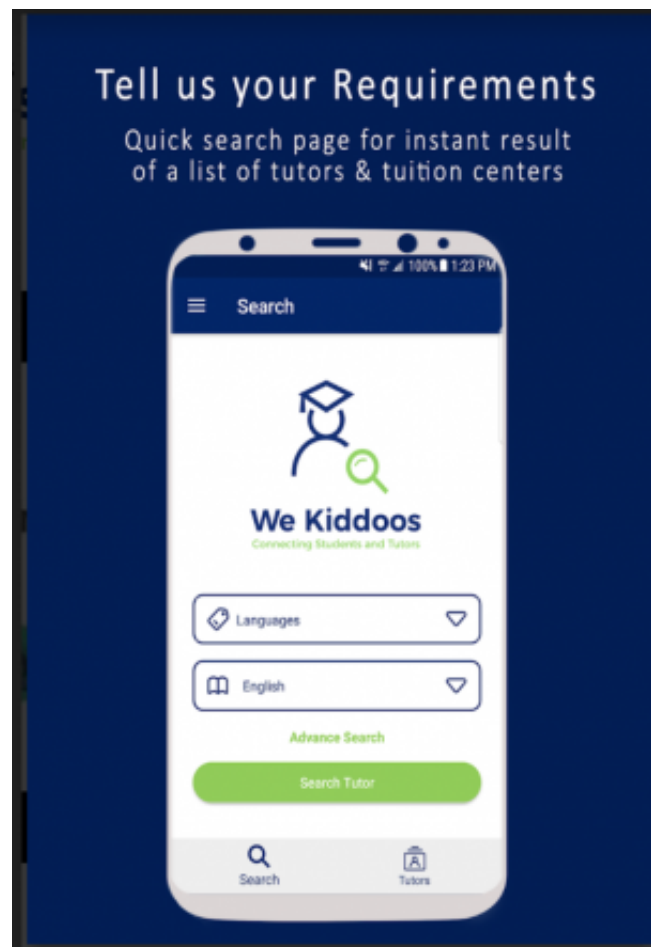 Tell us your Requirements
Quick search page for instant result
of a list of tutors & tuition centers
100% 1:23 PM
Search
We Kiddoos
Connecting Students and Tutors
Languages
English
Advance Search
Search Tutor
Search
Tutors